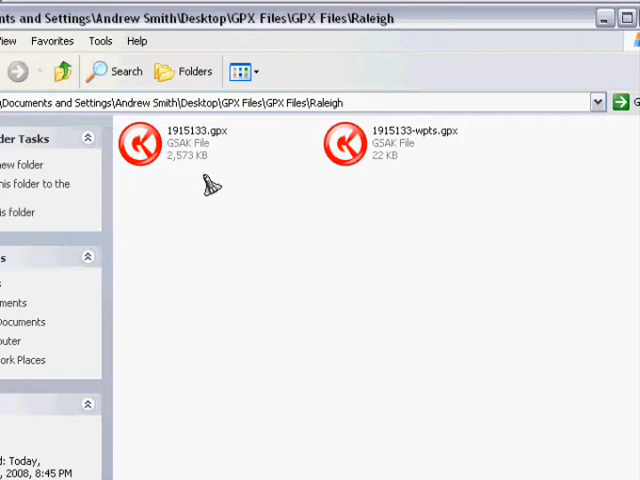 nts and Settings\Andrew Smith\Desktop\GPX Files\GPX Files\Raleigh
View Favorites Tools Help
Search Folders
\Documents and Settings\Andrew Smith\Desktop\GPX Files\GPX Files\Raleigh G
der Tasks
new folder
his folder to the
is folder
1915133.gpx
GSAK File
2,573 KB
1915133-wpts.gpx
GSAK File
22 KB
s
ments
Documents
uter
ork Places
d: Today,
, 2008, 8:45 PM